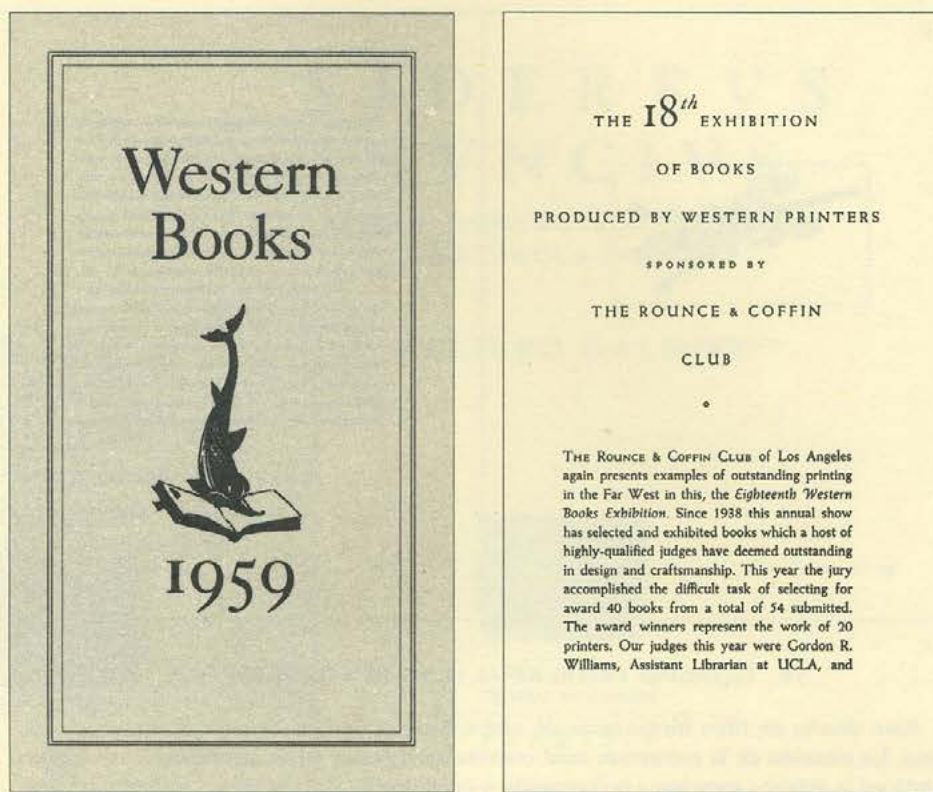 Western
Books
1959
THE 18th EXHIBITION
OF BOOKS
PRODUCED BY WESTERN PRINTERS
SPONSORED BY
THE ROUNCE & COFFIN
CLUB
THE ROUNCE & COFFIN CLUB of Los Angeles
again presents examples of outstanding printing
in the Far West in this, the Eighteenth Western
Books Exhibition. Since 1938 this annual show
has selected and exhibited books which a host of
highly-qualified judges have deemed outstanding
in design and craftsmanship. This year the jury
accomplished the difficult task of selecting for
award 40 books from a total of 54 submitted.
The award winners represent the work of 20
printers. Our judges this year were Gordon R.
Williams, Assistant Librarian at UCLA, and